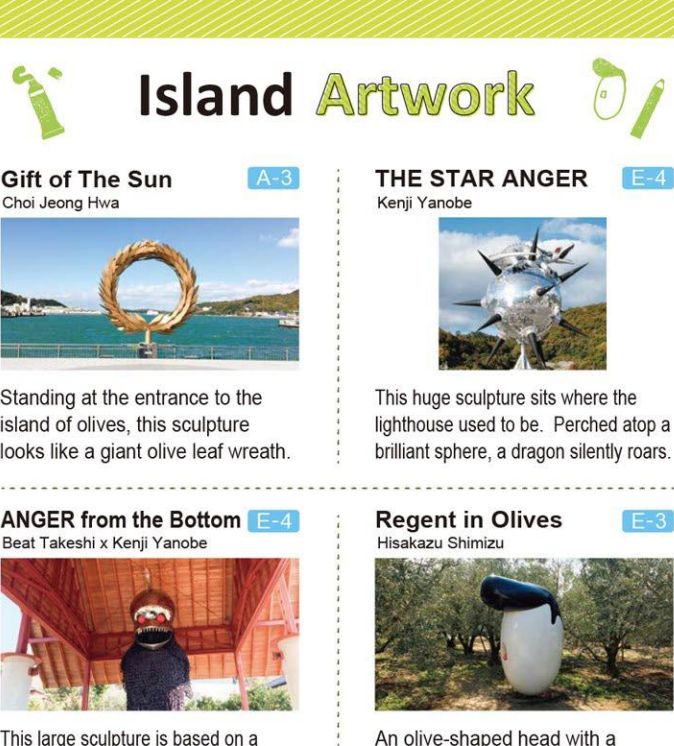 Island Artwork
Gift of The Sun A-3
Choi Jeong Hwa
Standing at the entrance to the
island of olives, this sculpture
looks like a giant olive leaf wreath.
THE STAR ANGER E-4
Kenji Yanobe
This huge sculpture sits where the
lighthouse used to be. Perched atop a
brilliant sphere, a dragon silently roars.
ANGER from the Bottom E-4
Beat Takeshi x Kenji Yanobe
This large sculpture is based on a
Regent in Olives E-3
Hisakazu Shimizu
An olive-shaped head with a